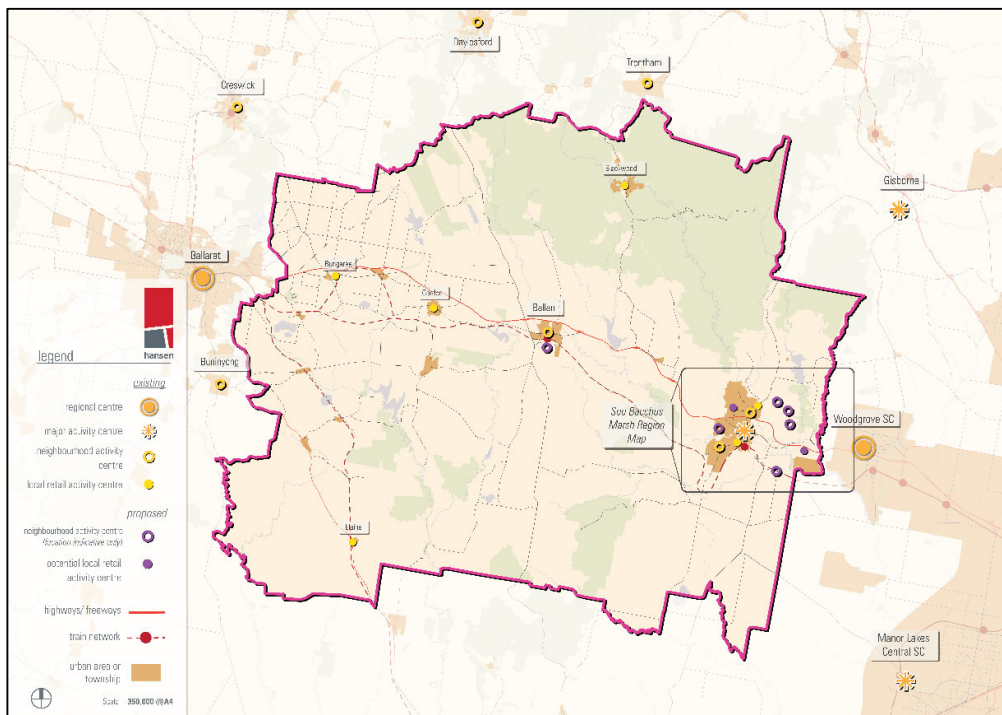 Daylesford
Trentham
Creswick
Blackwood
Gisborne
Ballarat
Bungaree
Gordon
Ballan
hansen
legend
Buninyong
existing
regional centre
major activity centre
neighbourhood activity
centre
local retail activity centre
See Bacchus
Marsh Region
Map
Woodgrove SC
proposed
neighbourhood activity centre
(location indicative only)
potential local retail
activity centre
Elaine
highways/ freeways
train network
urban area or
township
Scale 350,000 @A4
Manor Lakes
Central SC